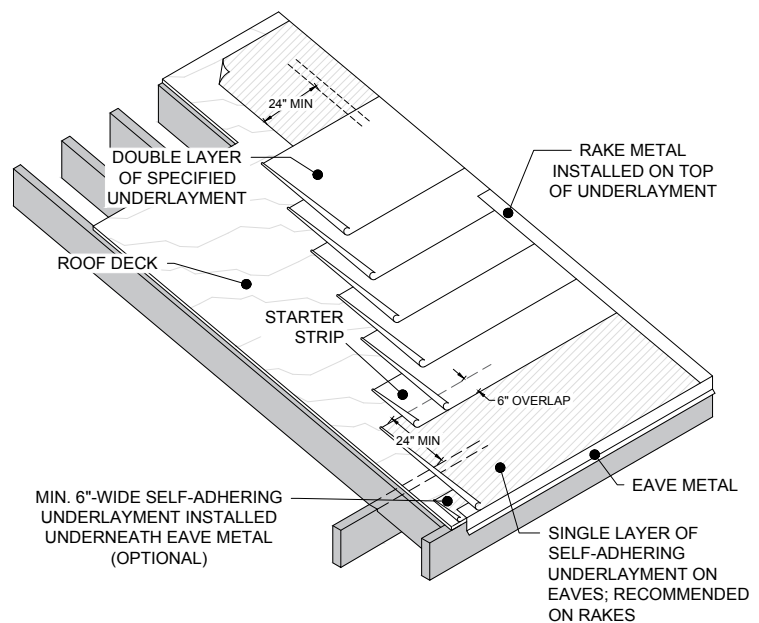 24" MIN
DOUBLE LAYER
OF SPECIFIED
UNDERLAYMENT
RAKE METAL
INSTALLED ON TOP
OF UNDERLAYMENT
ROOF DECK
STARTER
STRIP
6" OVERLAP
24" MIN
EAVE METAL
MIN. 6"-WIDE SELF-ADHERING
UNDERLAYMENT INSTALLED
UNDERNEATH EAVE METAL
(OPTIONAL)
SINGLE LAYER OF
SELF-ADHERING
UNDERLAYMENT ON
EAVES; RECOMMENDED
ON RAKES